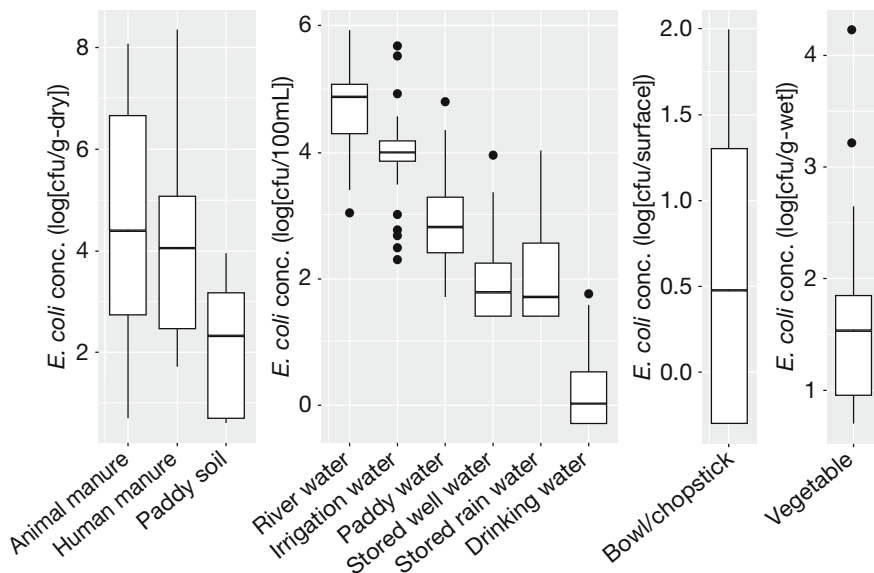 E. coli conc. (log[cfu/g-dry])
8
6
4
2
Animal manure
Human manure
Paddy soil
E. coli conc. (log[cfu/100mL])
6
4
2
0
River water
Irrigation water
Paddy water
Stored well water
Stored rain water
Drinking water
E. coli conc. (log[cfu/surface])
2.0
1.5
1.0
0.5
0.0
Bowl/chopstick
E. coli conc. (log[cfu/g-wet])
4
3
2
1
Vegetable